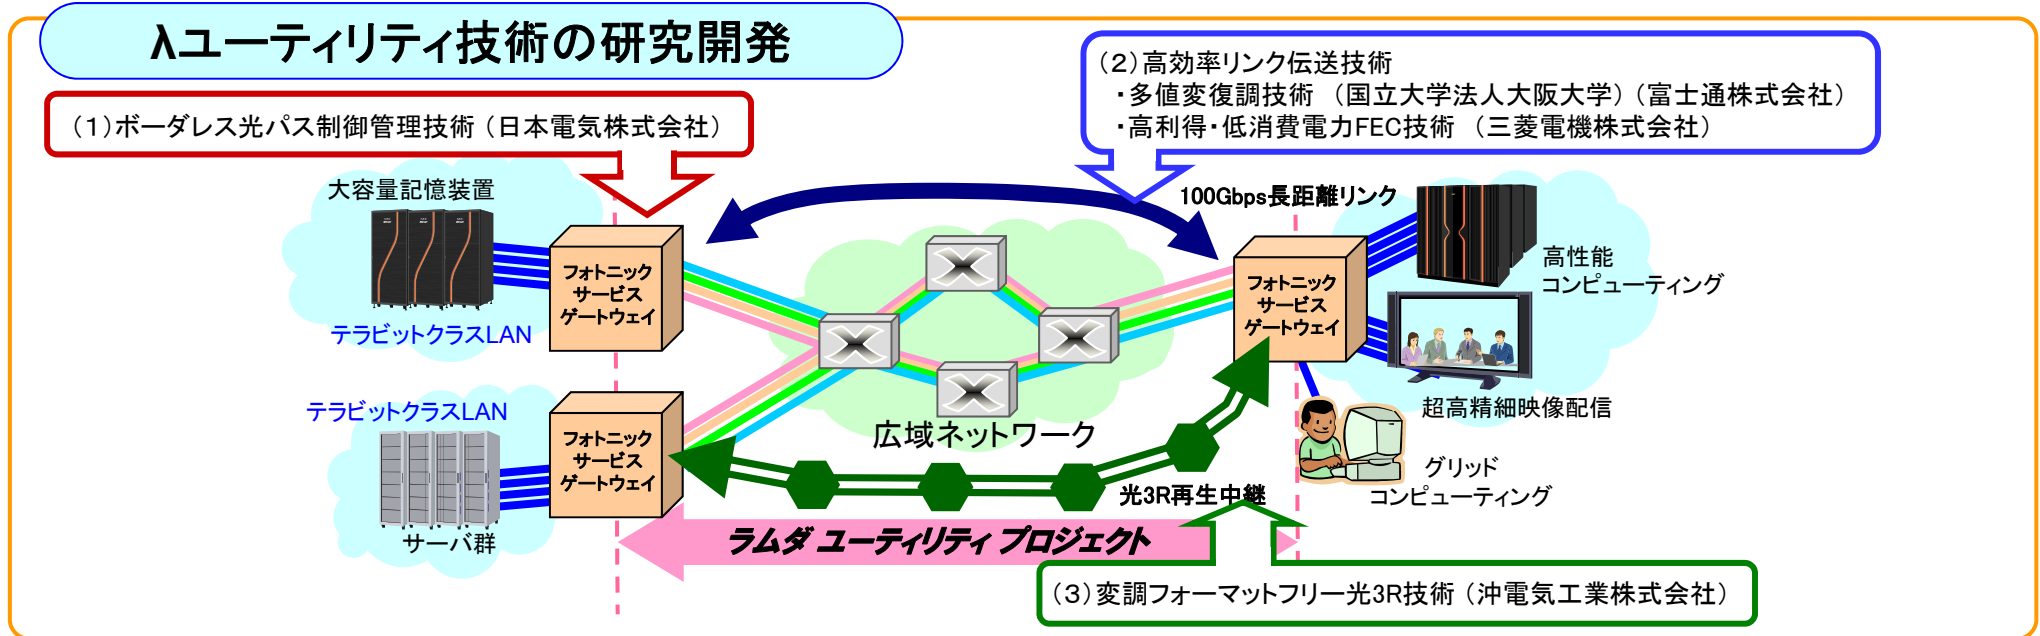 λユーティリティ技術の研究開発
（1）ボーダレス光パス制御管理技術（日本電気株式会社）
（2）高効率リンク伝送技術
・多値変復調技術 （国立大学法人大阪大学）（富士通株式会社）
・高利得・低消費電力FEC技術 （三菱電機株式会社）
大容量記憶装置
テラビットクラスLAN
フォトニック
サービス
ゲートウェイ
100Gbps長距離リンク
フォトニック
サービス
ゲートウェイ
高性能
コンピューティング
超高精細映像配信
グリッド
コンピューティング
テラビットクラスLAN
フォトニック
サービス
ゲートウェイ
サーバ群
広域ネットワーク
光3R再生中継
ラムダ ユーティリティ プロジェクト
（3）変調フォーマットフリー光3R技術（沖電気工業株式会社）